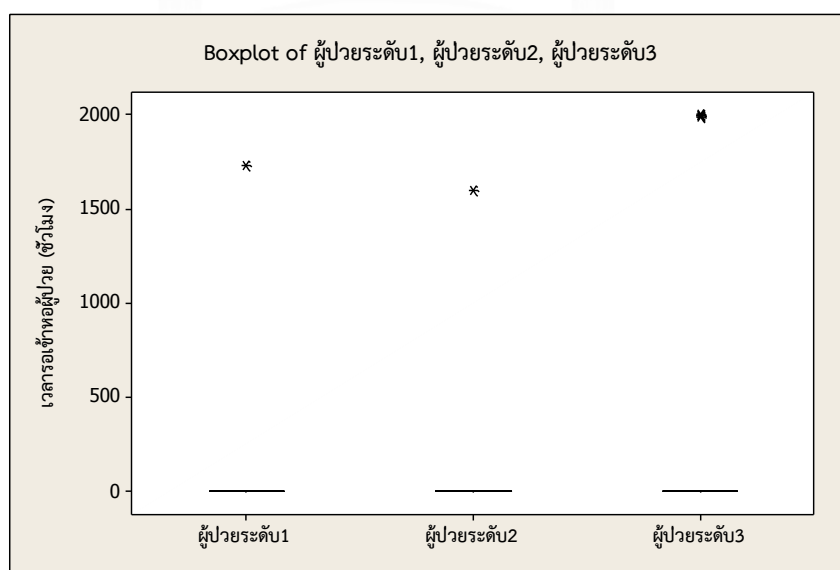 Boxplot of ผู้ป่วยระดับ1, ผู้ป่วยระดับ2, ผู้ป่วยระดับ3
เวลารอเข้าหอผู้ป่วย (ชั่วโมง)
2000
1500
1000
500
0
ผู้ป่วยระดับ1 ผู้ป่วยระดับ2 ผู้ป่วยระดับ3